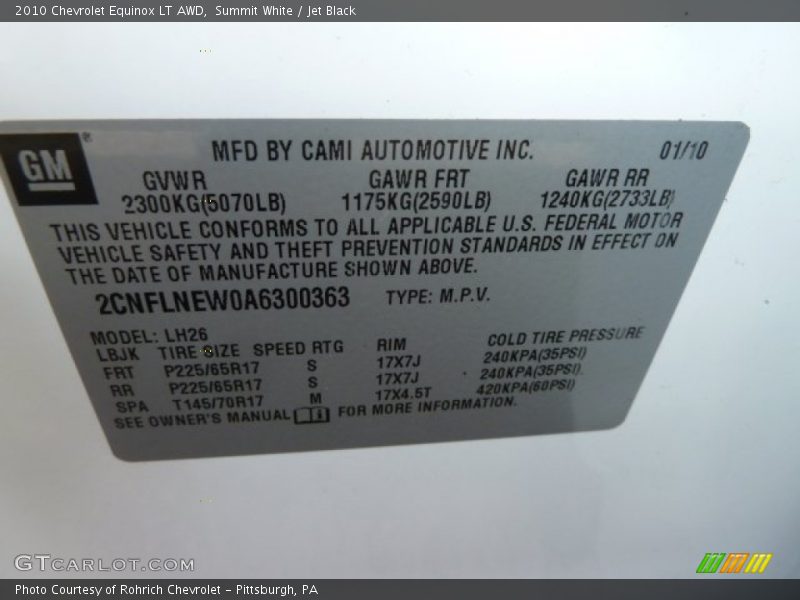 2010 Chevrolet Equinox LT AWD, Summit White / Jet Black
GM®
MFD BY CAMI AUTOMOTIVE INC. 01/10
GVWR GAWR FRT GAWR RR
2300KG(5070LB) 1175KG(2590LB) 1240KG(2733LB)
THIS VEHICLE CONFORMS TO ALL APPLICABLE U.S. FEDERAL MOTOR
VEHICLE SAFETY AND THEFT PREVENTION STANDARDS IN EFFECT ON
THE DATE OF MANUFACTURE SHOWN ABOVE.
2CNFLNEW0A6300363 TYPE: M.P.V.
MODEL: LH26
LBJK TIRE SIZE SPEED RTG RIM COLD TIRE PRESSURE
FRT P225/65R17 S 17X7J 240KPA(35PSI)
RR P225/65R17 S 17X7J 240KPA(35PSI)
SPA T145/70R17 M 17X4.5T 420KPA(60PSI)
SEE OWNER'S MANUAL FOR MORE INFORMATION.
GTCARLOT.COM
Photo Courtesy of Rohrich Chevrolet - Pittsburgh, PA